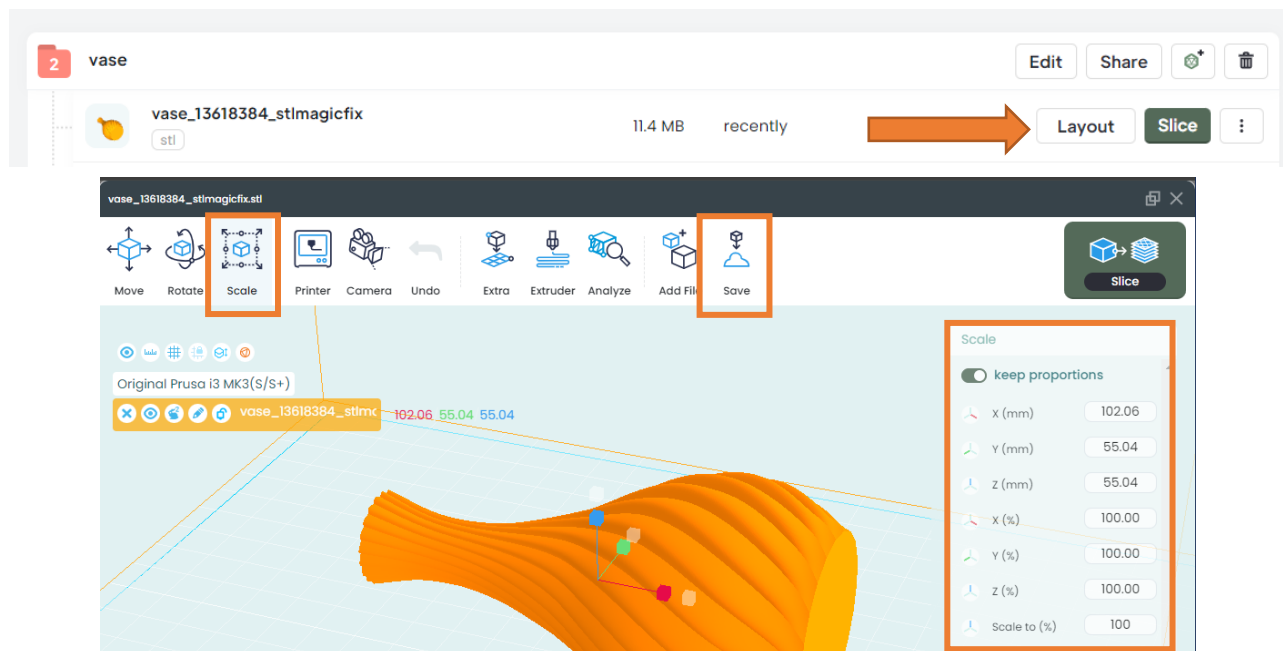 2 vase Edit Share
vase_13618384_stlmagicfix
stl
11.4 MB recently Layout Slice
vase_13618384_stlmagicfix.stl
Move Rotate Scale Printer Camera Undo Extra Extruder Analyze Add Fil Save Slice
Original Prusa i3 MK3(S/S+)
vase_13618384_stlmc 102.06 55.04 55.04
Scale
keep proportions
X (mm) 102.06
Y (mm) 55.04
Z (mm) 55.04
X (%) 100.00
Y (%) 100.00
Z (%) 100.00
Scale to (%) 100